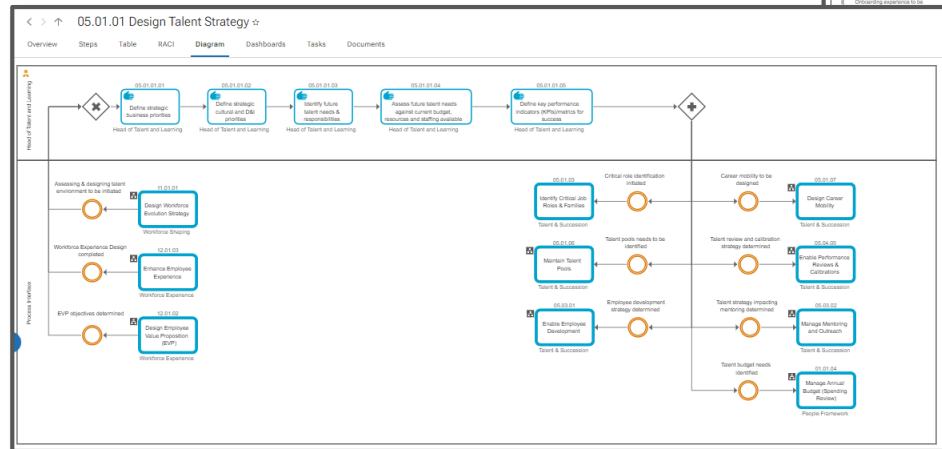 Onboarding experience to be
05.01.01 Design Talent Strategy
Overview Steps Table RACI Diagram Dashboards Tasks Documents
Head of Talent and Learning
05.01.01.01
Define strategic
business priorities
Head of Talent and Learning
05.01.01.02
Define strategic
cultural and D&I
priorities
Head of Talent and Learning
05.01.01.03
Identify future
talent needs &
responsibilities
Head of Talent and Learning
05.01.01.04
Assess future talent needs
against current budget,
resources and staffing available
Head of Talent and Learning
05.01.01.05
Define key performance
indicators (KPIs)/metrics for
success
Head of Talent and Learning
Process Interface
Assessing & designing talent
environment to be initiated
11.01.01
Design Workforce
Evolution Strategy
Workforce Shaping
Workforce Experience Design
completed
12.01.03
Enhance Employee
Experience
Workforce Experience
EVP objectives determined
12.01.02
Design Employee
Value Proposition
(EVP)
Workforce Experience
05.01.03
Identify Critical Job
Roles & Families
Talent & Succession
Critical role identification
initiated
Career mobility to be
designed
05.01.07
Design Career
Mobility
Talent & Succession
05.01.06
Maintain Talent
Pools
Talent & Succession
Talent pools needs to be
identified
Talent review and calibration
strategy determined
05.04.05
Enable Performance
Reviews &
Calibrations
Talent & Succession
05.03.01
Enable Employee
Development
Talent & Succession
Employee development
strategy determined
Talent strategy impacting
mentoring determined
05.03.02
Manage Mentoring
and Outreach
Talent & Succession
Talent budget needs
identified
01.01.04
Manage Annual
Budget (Spending
Review)
People Framework